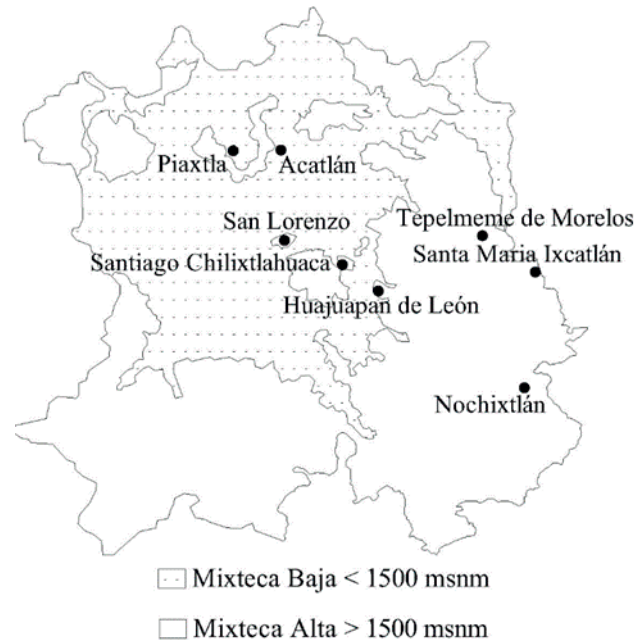 Piaxtla
Acatlán
San Lorenzo
Tepelmeme de Morelos
Santiago Chilixtlahuaca
Santa Maria Ixcatlán
Huajuapan de León
Nochixtlán
Mixteca Baja < 1500 msnm
Mixteca Alta > 1500 msnm